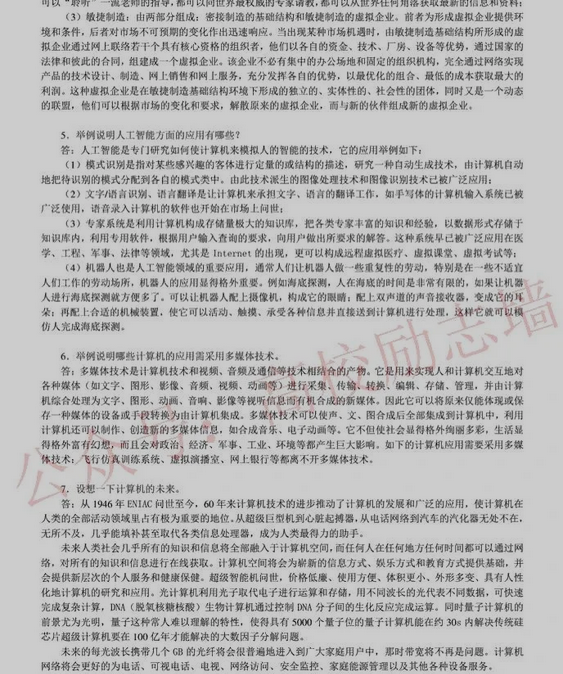 可以"聆听"一流老师的指导,都可以向世界最权威的专家请教,都可以从世界任何角落获取最新的信息和资料;
(3)敏捷制造:由两部分组成:密接制造的基础结构和敏捷制造的虚拟企业。前者为形成虚拟企业提供环
境和条件,后者对市场不可预期的变化作出迅速响应。当出现某种市场机遇时,由敏捷制造基础结构所形成的虚
拟企业通过网上联络若干个具有核心资格的组织者,他们以各自的资金、技术、厂房、设备等优势,通过国家的
法律和彼此的合同,组建成一个虚拟企业。该企业不必有集中的办公场地和固定的组织机构,完全通过网络实现
产品的技术设计、制造、网上销售和网上服务,充分发挥各自的优势,以最优化的组合、最低的成本获取最大的
利润。这种虚拟企业是在敏捷制造基础结构环境下形成的独立的、实体性的、社会性的团体,同时又是一个动态
的联盟,他们可以根据市场的变化和要求,解散原来的虚拟企业,而与新的伙伴组成新的虚拟企业。
5.举例说明人工智能方面的应用有哪些?
答:人工智能是专门研究如何使计算机来模拟人的智能的技术,它的应用举例如下:
(1)模式识别是指对某些感兴趣的客体进行定量的或结构的描述,研究一种自动生成技术,由计算机自动
地把待识别的模式分配到各自的模式类中。由此技术派生的图像处理技术和图像识别技术已被广泛应用;
(2)文字/语言识别、语言翻译是让计算机来承担文字、语言的翻译工作,如手写体的计算机输入系统已被
广泛使用,语音录入计算机的软件也开始在市场上问世;
(3)专家系统是利用计算机构成存储量极大的知识库,把各类专家丰富的知识和经验,以数据形式存储于
知识库内,利用专用软件,根据用户输入查询的要求,向用户做出所要求的解答。这种系统早已被广泛应用在医
学、工程、军事、法律等领域,尤其是 Internet 的出现,更可以构成远程虚拟医疗、虚拟课堂、虚拟考试等;
(4)机器人也是人工智能领域的重要应用,通常人们让机器人做一些重复性的劳动,特别是在一些不适宜
人们工作的劳动场所,机器人的应用显得格外重要。例如海底探测,人在海底的时间是非常有限的,如果让机器
人进行海底探测就方便多了。可以让机器人配上摄像机,构成它的眼睛;配上双声道的声音接收器,变成它的耳
朵;再配上合适的机械装置,使它可以活动、触摸、承受各种信息并直接送到计算机进行处理,这样它就可以模
仿人完成海底探测。
6.举例说明哪些计算机的应用需采用多媒体技术。
答:多媒体技术是计算机技术和视频、音频及通信等技术相结合的产物。它是用来实现人和计算机交互地对
各种媒体(如文字、图形、影像、音频、视频、动画等)进行采集、传输、转换、编辑、存储、管理,并由计算
机综合处理为文字、图形、动画、音响、影像等视听信息而有机合成的新媒体。因此它可以将原来仅能体现或保
存一种媒体的设备或手段转换为由计算机集成。多媒体技术可以使声、文、图合成后全部集成到计算机中,利用
计算机还可以制作、创造新的多媒体信息,如合成音乐、电子动画等。它不但使社会显得格外绚丽多彩,生活显
得格外富有幻想,而且会对政治、经济、军事、工业、环境等都产生巨大影响。如下的计算机应用需要采用多媒
体技术:飞行仿真训练系统、虚拟演播室、网上银行等都离不开多媒体技术。
7.设想一下计算机的未来。
答:从 1946 年 ENIAC 问世至今,60 年来计算机技术的进步推动了计算机的发展和广泛的应用,使计算机在
人类的全部活动领域里占有极为重要的地位,从超级巨型机到心脏起搏器,从电话网络到汽车的汽化器无处不在,
无所不及,几乎能填补甚至取代各类信息处理器,成为人类最得力的助手。
未来人类社会几乎所有的知识和信息将全部融入于计算机空间,而任何人在任何地方任何时间都可以通过网
络,对所有的知识和信息进行在线获取。计算机空间将会为崭新的信息方式、娱乐方式和教育方式提供基础,并
会提供新层次的个人服务和健康保健。超级智能机问世,价格低廉、使用方便、体积更小、外形多变、具有人性
化地计算机的研究和应用。光计算机利用光子取代电子进行运算和存储,用不同波长的光代表不同数据,可快速
完成复杂计算,DNA(脱氧核糖核酸)生物计算机通过控制 DNA 分子间的生化反应完成运算。同时量子计算机的
前景尤为光明,量子这种常人难以理解的特性,使得具有 5000 个量子位的量子计算机能在约 30s 内解决传统硅
芯片超级计算机要在 100 亿年才能解决的大数因子分解问题。
未来的每光波长携带几个 GB 的光纤将会很普遍地进入到广大家庭用户中,那时带宽将不再是问题。计算机
网络将会更好的为电话、可视电话、电视、网络访问、安全监控、家庭能源管理以及其他各种设备服务。
公众号:高校励志墙